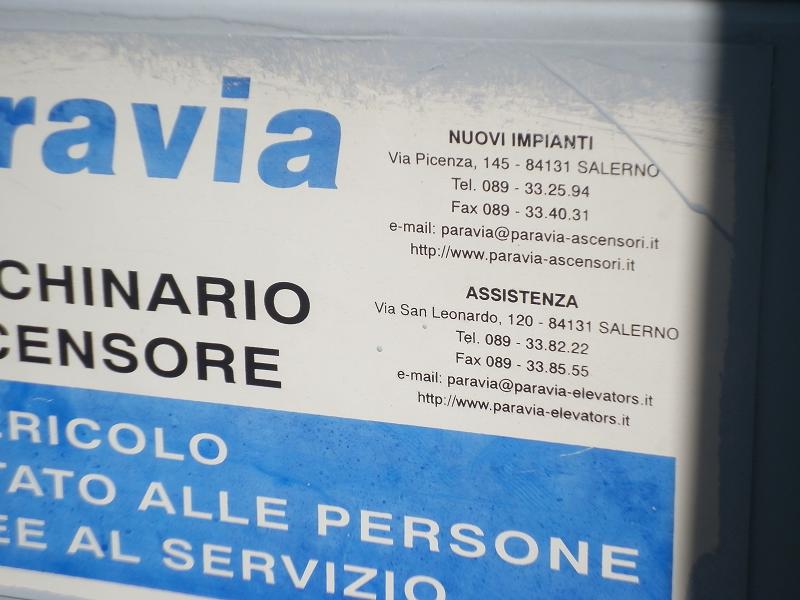 ravia
NUOVI IMPIANTI
Via Picenza, 145 - 84131 SALERNO
Tel. 089 - 33.25.94
Fax 089 - 33.40.31
e-mail: paravia@paravia-ascensori.it
http://www.paravia-ascensori.it
CHINARIO
CENSORE
ASSISTENZA
Via San Leonardo, 120 - 84131 SALERNO
Tel. 089 - 33.82.22
Fax 089 - 33.85.55
e-mail: paravia@paravia-elevators.it
http://www.paravia-elevators.it
ERICOLO
TATO ALLE PERSONE
EE AL SERVIZIO